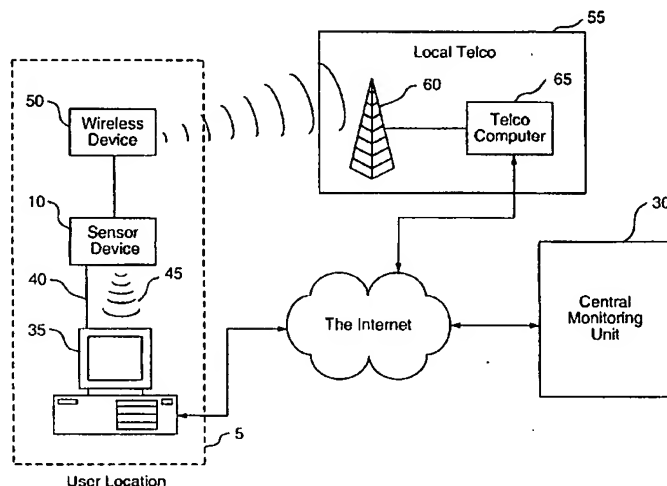 55
Local Telco
60
65
Telco
Computer
50
Wireless
Device
10
Sensor
Device
40
45
35
30
The Internet
Central
Monitoring
Unit
5
User Location